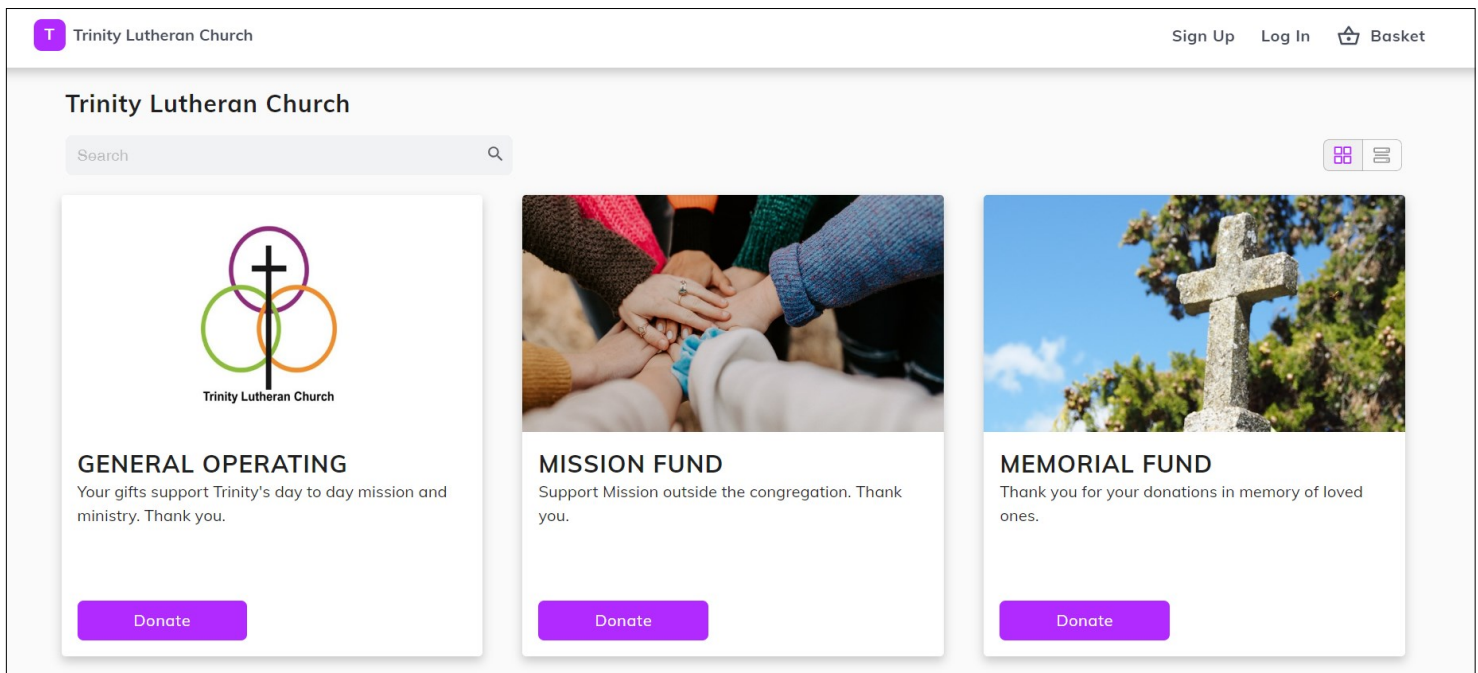 T Trinity Lutheran Church
Sign Up Log In Basket
Trinity Lutheran Church
Search
Trinity Lutheran Church
GENERAL OPERATING
Your gifts support Trinity's day to day mission and
ministry. Thank you.
Donate
MISSION FUND
Support Mission outside the congregation. Thank
you.
Donate
MEMORIAL FUND
Thank you for your donations in memory of loved
ones.
Donate